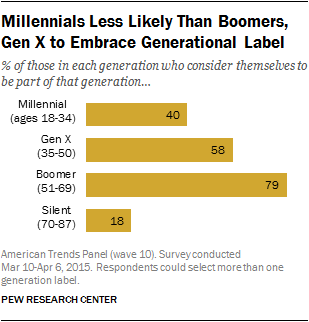 Millennials Less Likely Than Boomers,
Gen X to Embrace Generational Label
% of those in each generation who consider themselves to
be part of that generation...
Millennial
(ages 18-34)
40
Gen X
(35-50)
58
Boomer
(51-69)
79
Silent
(70-87)
18
American Trends Panel (wave 10). Survey conducted
Mar 10-Apr 6, 2015. Respondents could select more than one
generation label.
PEW RESEARCH CENTER